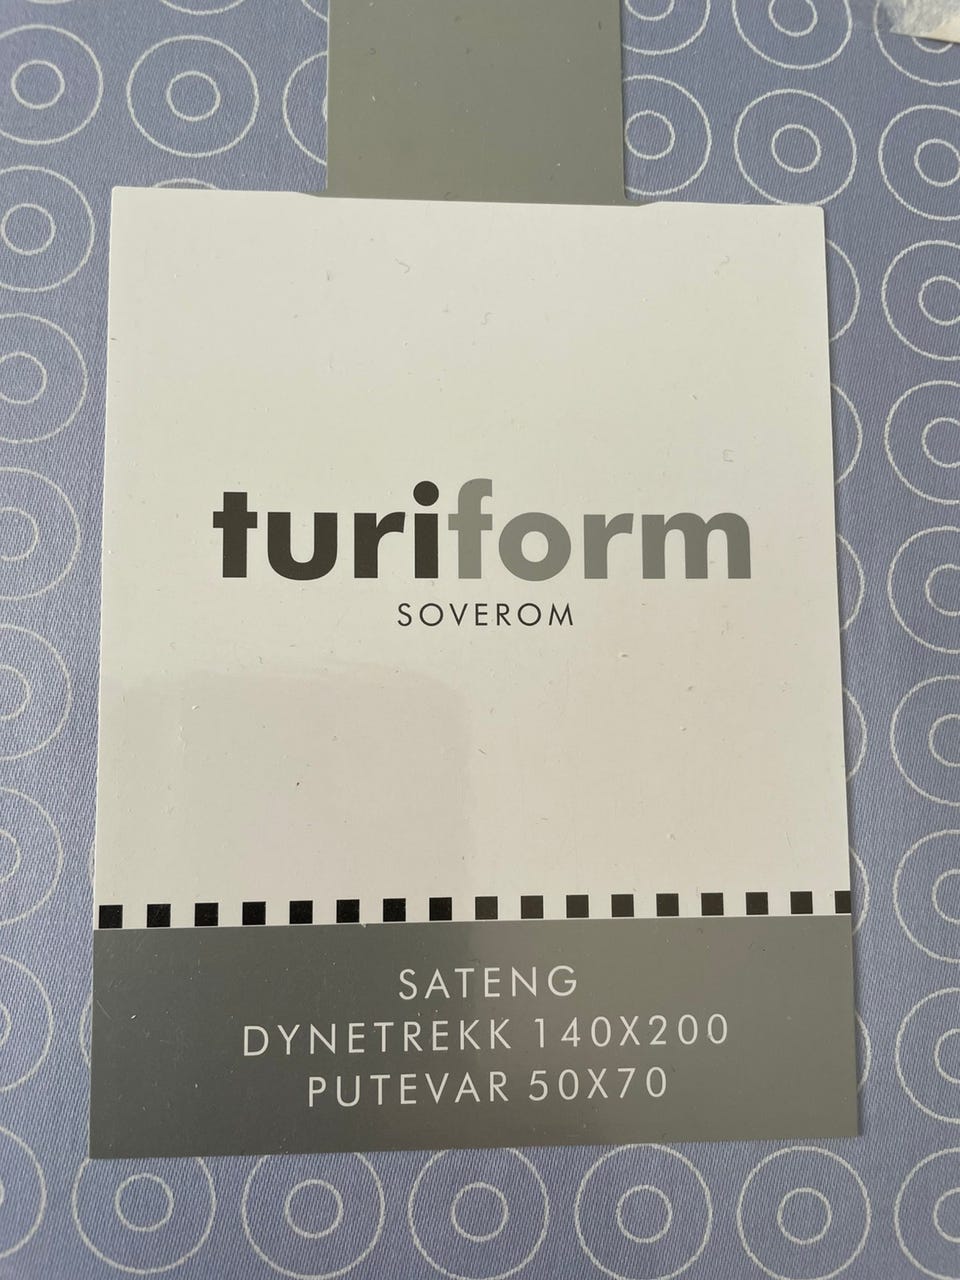 turiform
SOVEROM
SATENG
DYNETREKK 140X200
PUTEVAR 50X70